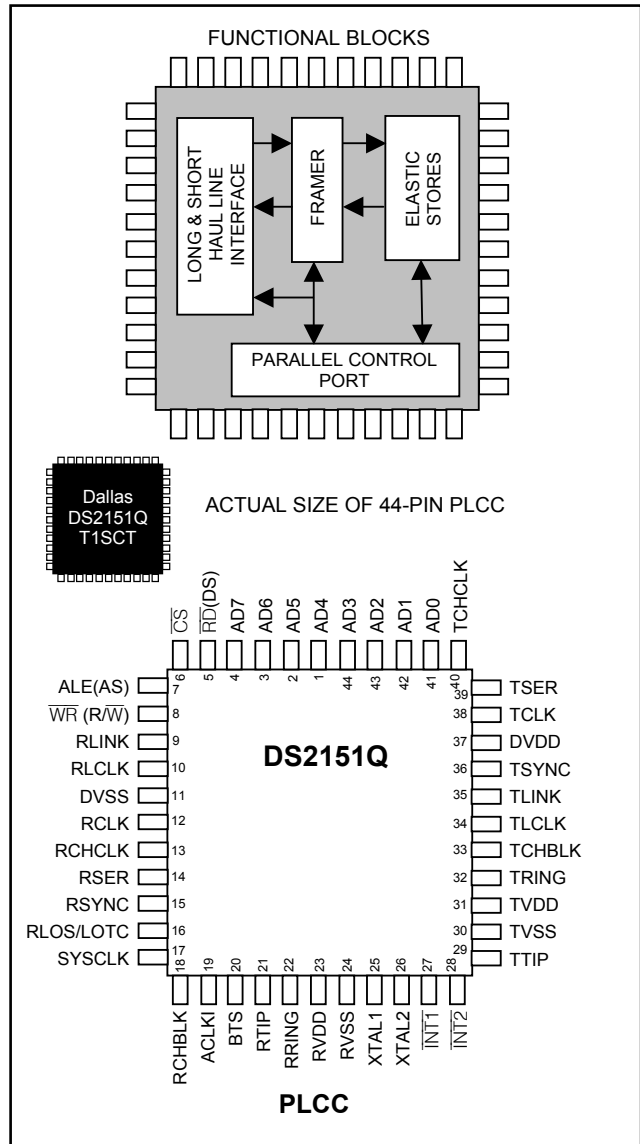 FUNCTIONAL BLOCKS
LONG & SHORT
HAUL LINE
INTERFACE
FRAMER
ELASTIC
STORES
PARALLEL CONTROL
PORT
Dallas
DS2151Q
T1SCT
ACTUAL SIZE OF 44-PIN PLCC
CS
RD(DS)
AD7
AD6
AD5
AD4
AD3
AD2
AD1
AD0
TCHCLK
6
5
4
3
2
1
44
43
42
41
40
ALE(AS) 7
WR (R/W) 8
RLINK 9
RLCLK 10
DVSS 11
RCLK 12
RCHCLK 13
RSER 14
RSYNC 15
RLOS/LOTC 16
SYSCLK 17
DS2151Q
39 TSER
38 TCLK
37 DVDD
36 TSYNC
35 TLINK
34 TLCLK
33 TCHBLK
32 TRING
31 TVDD
30 TVSS
29 TTIP
18
19
20
21
22
23
24
25
26
27
28
RCHBLK
ACLKI
BTS
RTIP
RRING
RVDD
RVSS
XTAL1
XTAL2
INT1
INT2
PLCC